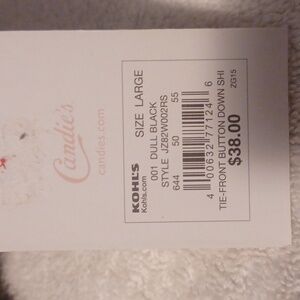 Candie's
candies.com
KOHL'S
Kohls.com
SIZE LARGE
001 DULL BLACK
STYLE JZ82W002RS
644 50 55
4 00632 77124 6
TIE-FRONT BUTTON DOWN SHI
ZG15
$38.00